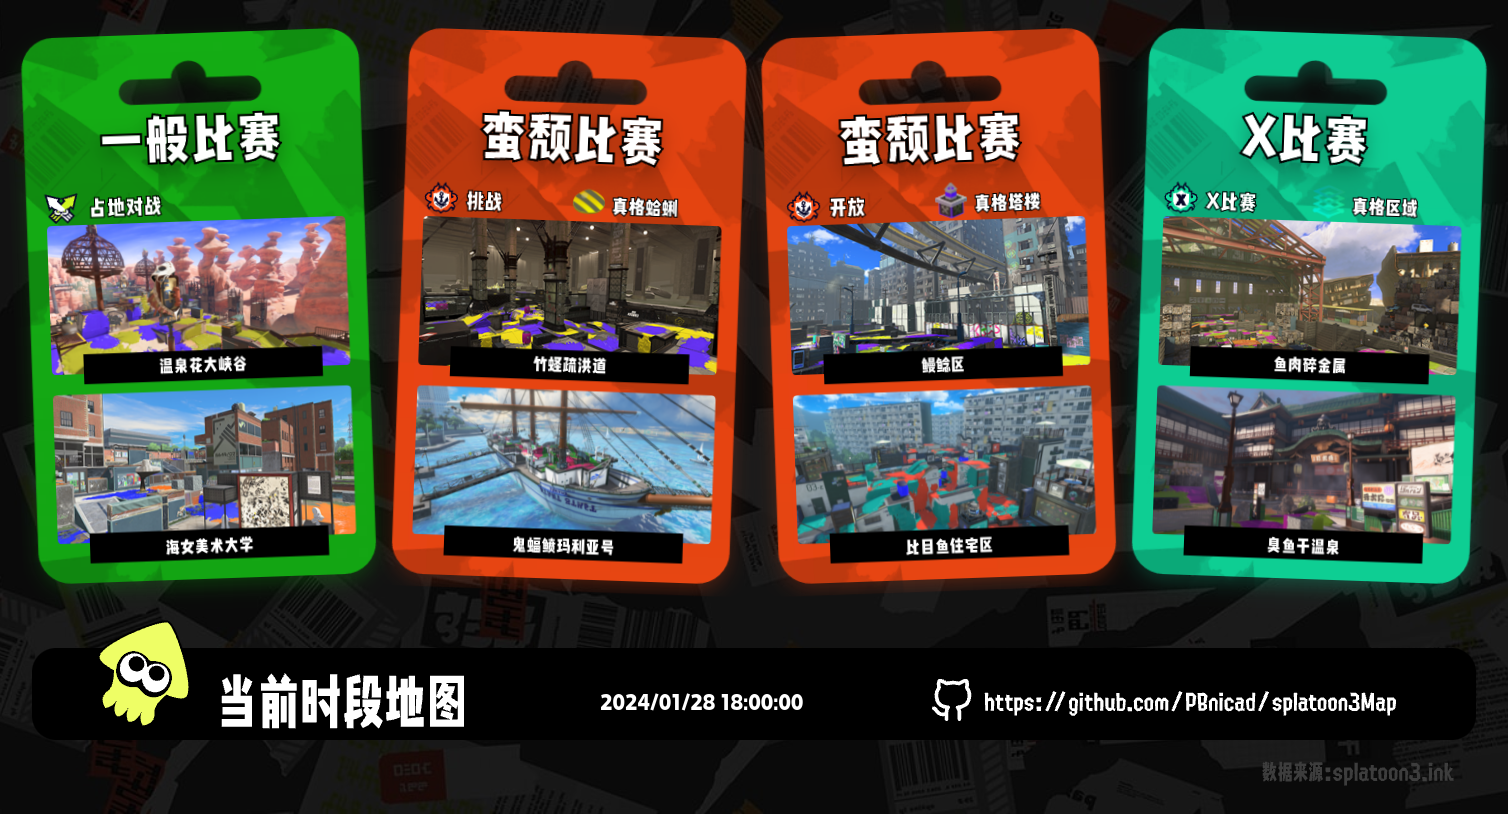 一般比赛
占地对战
温泉花大峡谷
海女美术大学
蛮颓比赛
挑战
真格蛤蜊
竹蛏疏洪道
鬼蝠鲼玛利亚号
蛮颓比赛
开放
真格塔楼
鳗鲶区
比目鱼住宅区
X比赛
X比赛
真格区域
鱼肉碎金属
臭鱼干温泉
当前时段地图
2024/01/28 18:00:00
https://github.com/PBnicad/splatoon3Map
数据来源:splatoon3.ink